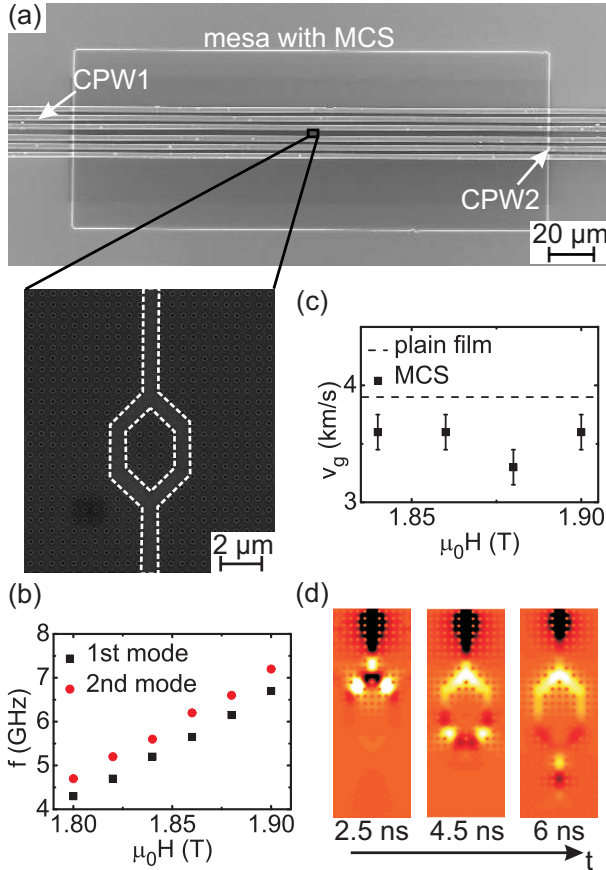 (a)
mesa with MCS
CPW1
CPW2
20 µm
2 µm
(c)
plain film
MCS
v_g (km/s)
4
3
1.85 1.90
µ₀H (T)
(b)
1st mode
2nd mode
f (GHz)
8
7
6
5
4
1.80 1.85 1.90
µ₀H (T)
(d)
2.5 ns 4.5 ns 6 ns
t